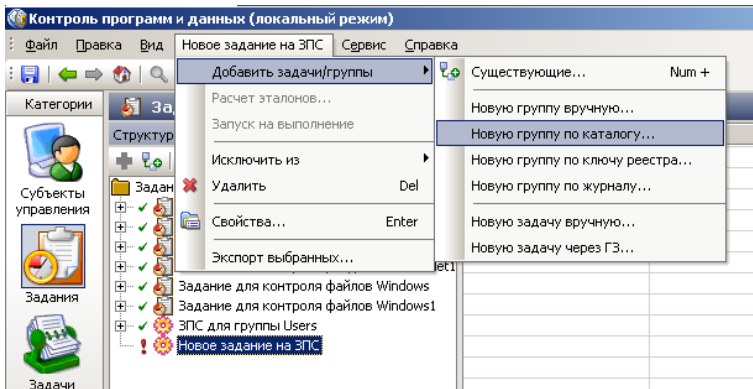 Контроль программ и данных (локальный режим)
Файл Правка Вид Новое задание на ЗПС Сервис Справка
Добавить задачи/группы
Существующие... Num +
Категории
За
Расчет эталонов...
Новую группу вручную...
Структур
Запуск на выполнение
Новую группу по каталогу...
Исключить из
Новую группу по ключу реестра...
Субъекты
управления
Задан
Удалить Del
Новую группу по журналу...
Свойства... Enter
Новую задачу вручную...
Экспорт выбранных...
Новую задачу через ГЗ...
Задание для контроля файлов Windows
Задания
Задание для контроля файлов Windows1
ЗПС для группы Users
Новое задание на ЗПС
Задачи